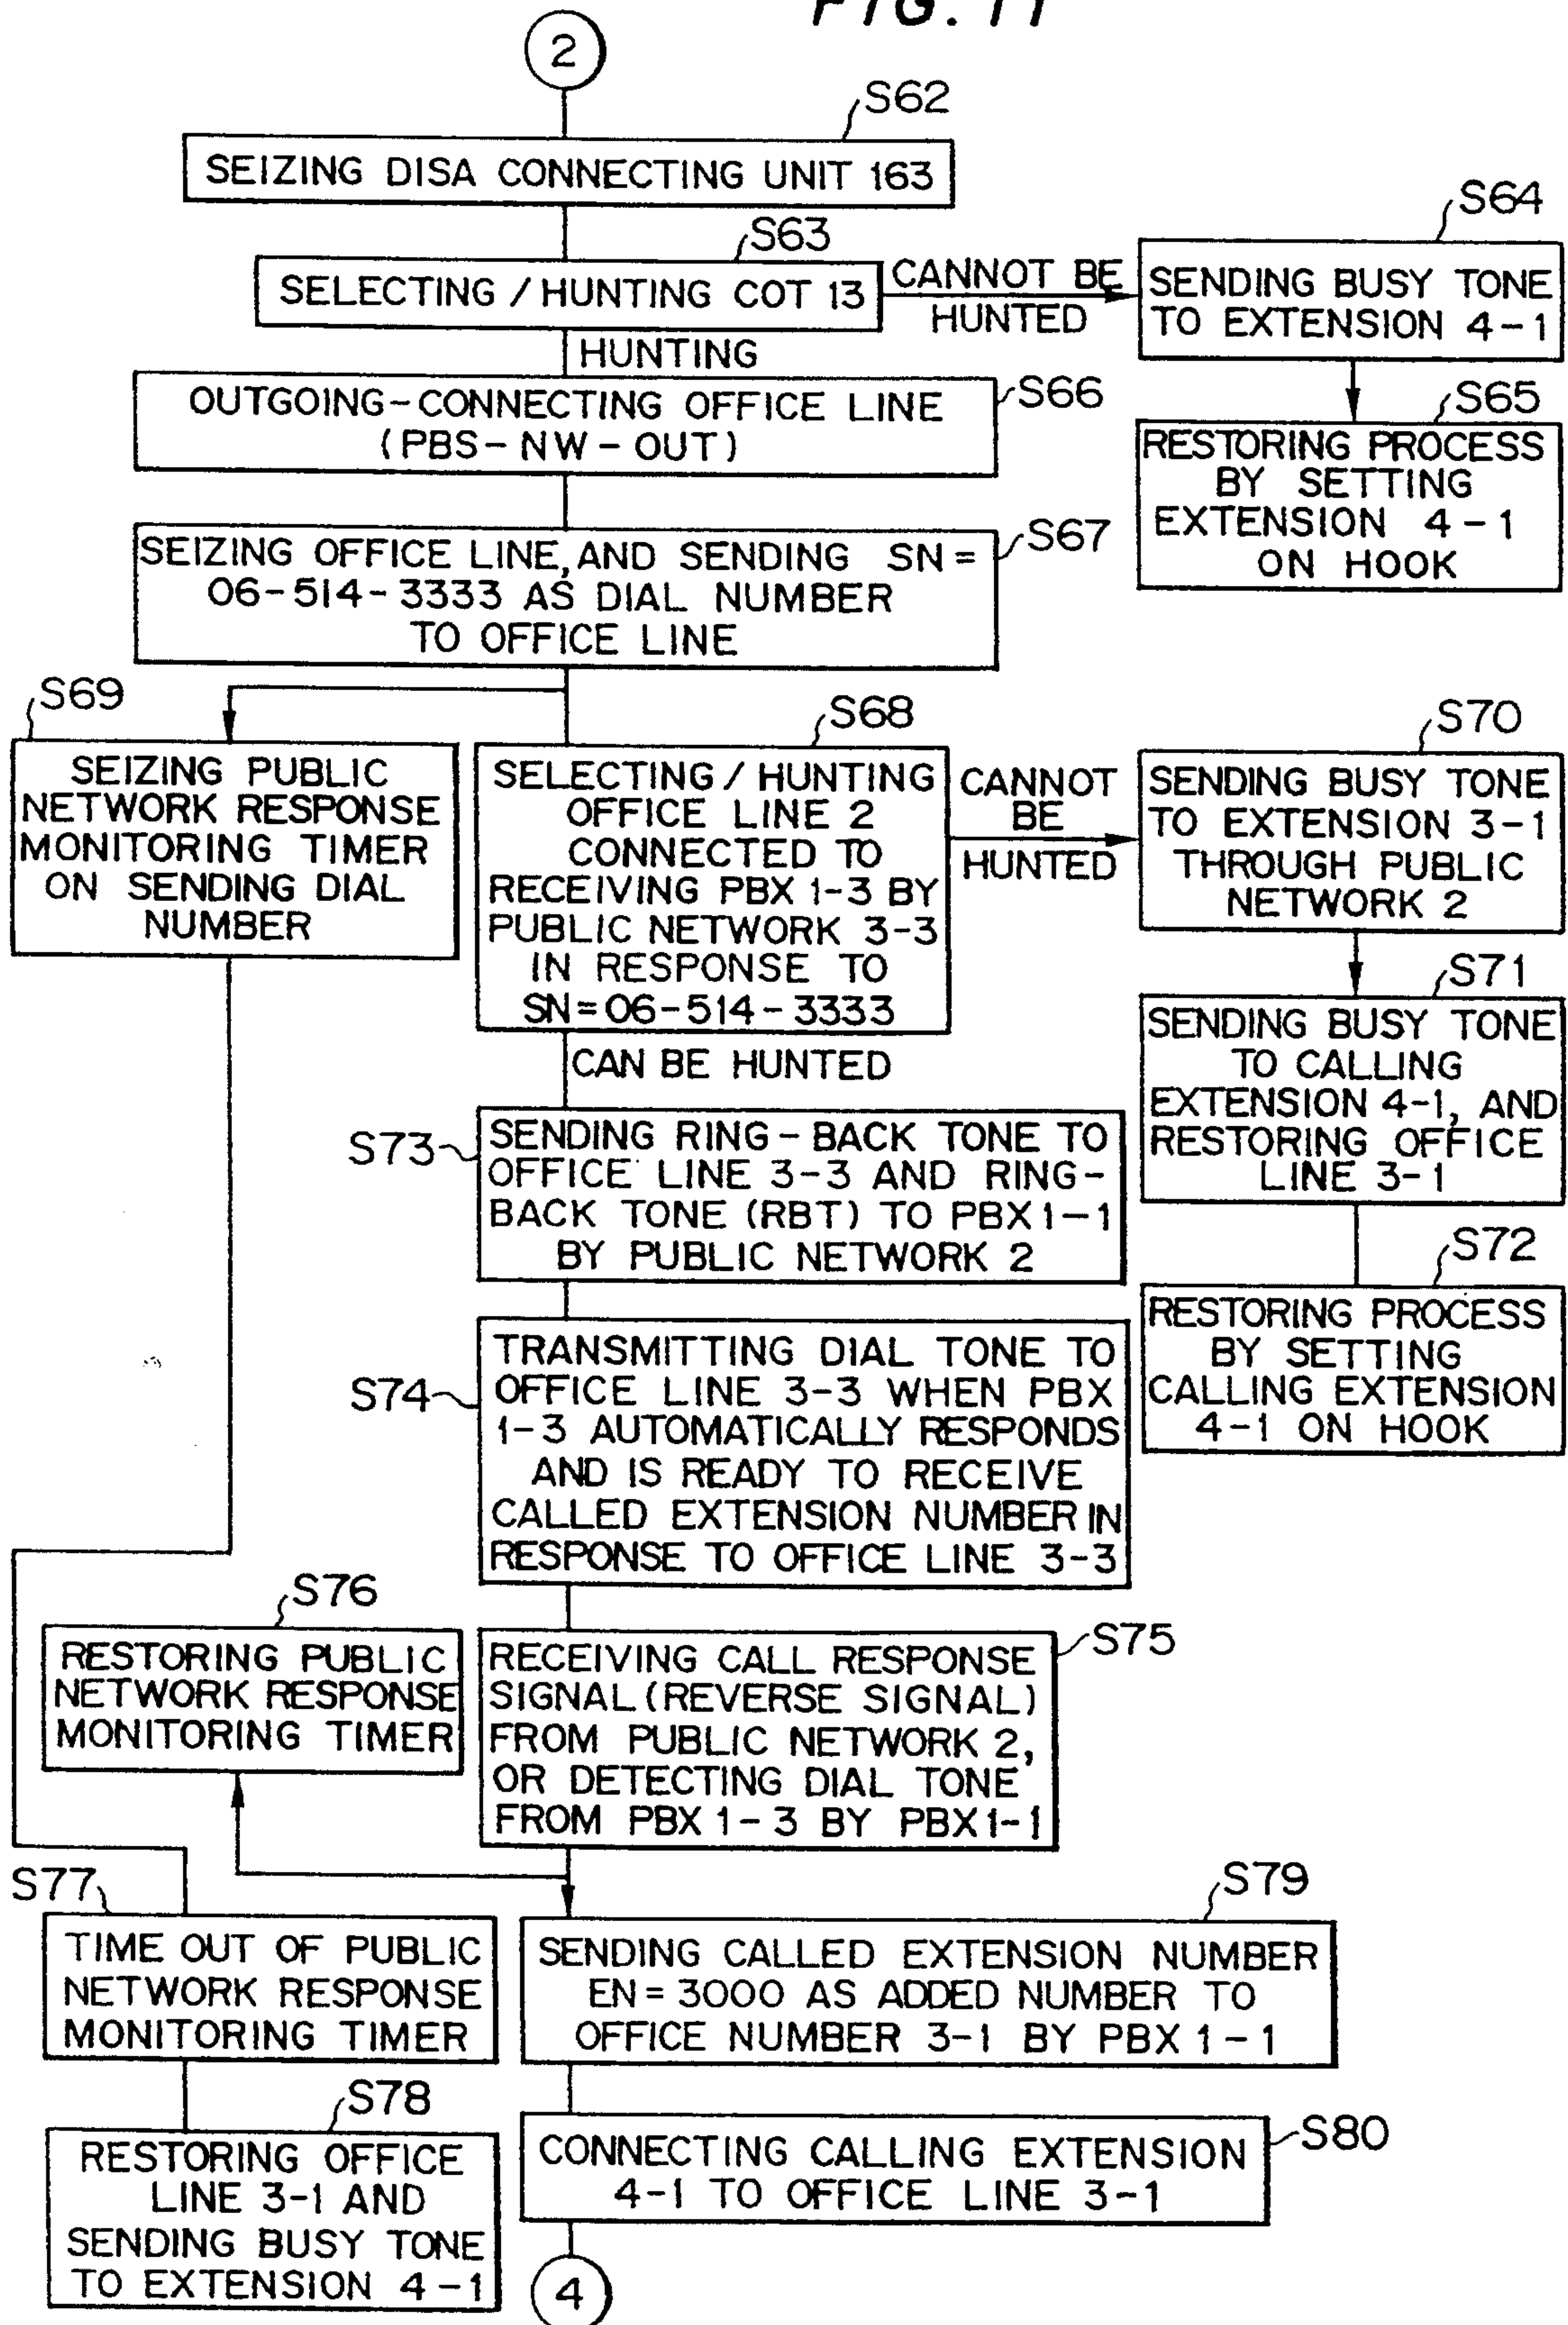 FIG. 11
2
S62
SEIZING DISA CONNECTING UNIT 163
S63
SELECTING / HUNTING COT 13
CANNOT BE
HUNTED
S64
SENDING BUSY TONE
TO EXTENSION 4-1
HUNTING
S66
OUTGOING-CONNECTING OFFICE LINE
(PBS-NW-OUT)
S65
RESTORING PROCESS
BY SETTING
EXTENSION 4-1
ON HOOK
S67
SEIZING OFFICE LINE, AND SENDING SN=
06-514-3333 AS DIAL NUMBER
TO OFFICE LINE
S69
SEIZING PUBLIC
NETWORK RESPONSE
MONITORING TIMER
ON SENDING DIAL
NUMBER
S68
SELECTING / HUNTING
OFFICE LINE 2
CONNECTED TO
RECEIVING PBX 1-3 BY
PUBLIC NETWORK 3-3
IN RESPONSE TO
SN=06-514-3333
CANNOT
BE
HUNTED
S70
SENDING BUSY TONE
TO EXTENSION 3-1
THROUGH PUBLIC
NETWORK 2
S71
SENDING BUSY TONE
TO CALLING
EXTENSION 4-1, AND
RESTORING OFFICE
LINE 3-1
CAN BE HUNTED
S73
SENDING RING-BACK TONE TO
OFFICE LINE 3-3 AND RING-
BACK TONE (RBT) TO PBX 1-1
BY PUBLIC NETWORK 2
S72
RESTORING PROCESS
BY SETTING
CALLING EXTENSION
4-1 ON HOOK
S74
TRANSMITTING DIAL TONE TO
OFFICE LINE 3-3 WHEN PBX
1-3 AUTOMATICALLY RESPONDS
AND IS READY TO RECEIVE
CALLED EXTENSION NUMBER IN
RESPONSE TO OFFICE LINE 3-3
S76
RESTORING PUBLIC
NETWORK RESPONSE
MONITORING TIMER
S75
RECEIVING CALL RESPONSE
SIGNAL (REVERSE SIGNAL)
FROM PUBLIC NETWORK 2,
OR DETECTING DIAL TONE
FROM PBX 1-3 BY PBX 1-1
S77
TIME OUT OF PUBLIC
NETWORK RESPONSE
MONITORING TIMER
S79
SENDING CALLED EXTENSION NUMBER
EN=3000 AS ADDED NUMBER TO
OFFICE NUMBER 3-1 BY PBX 1-1
S78
RESTORING OFFICE
LINE 3-1 AND
SENDING BUSY TONE
TO EXTENSION 4-1
S80
CONNECTING CALLING EXTENSION
4-1 TO OFFICE LINE 3-1
4